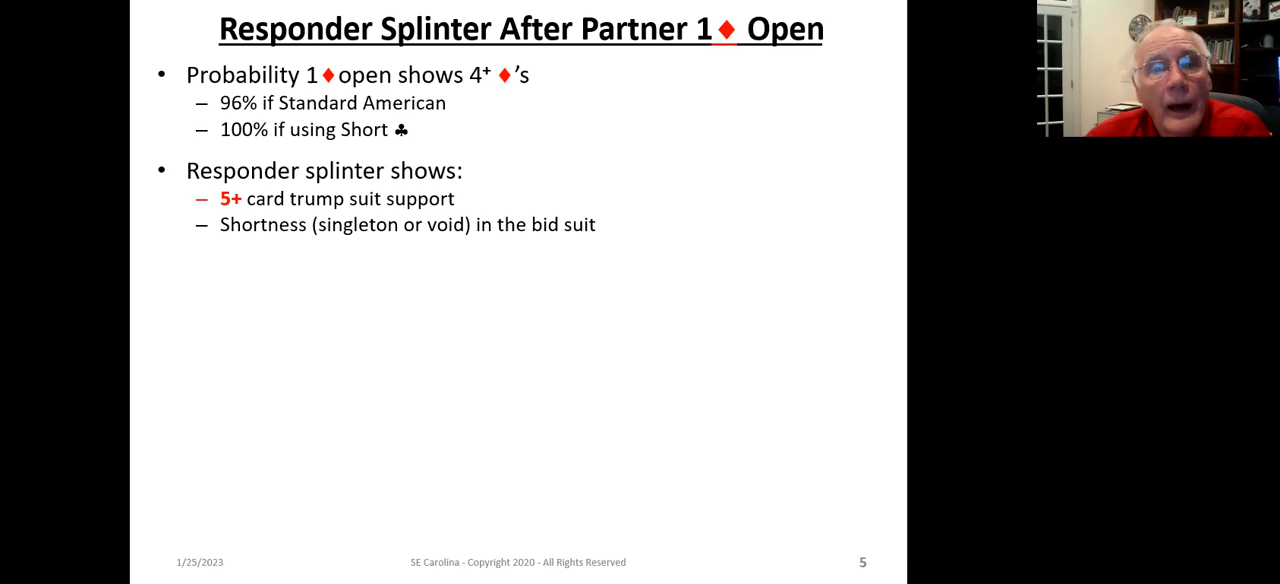 Responder Splinter After Partner 1♦ Open
• Probability 1♦open shows 4⁺ ♦'s
– 96% if Standard American
– 100% if using Short ♣
• Responder splinter shows:
– 5+ card trump suit support
– Shortness (singleton or void) in the bid suit
1/25/2023 SE Carolina - Copyright 2020 - All Rights Reserved 5